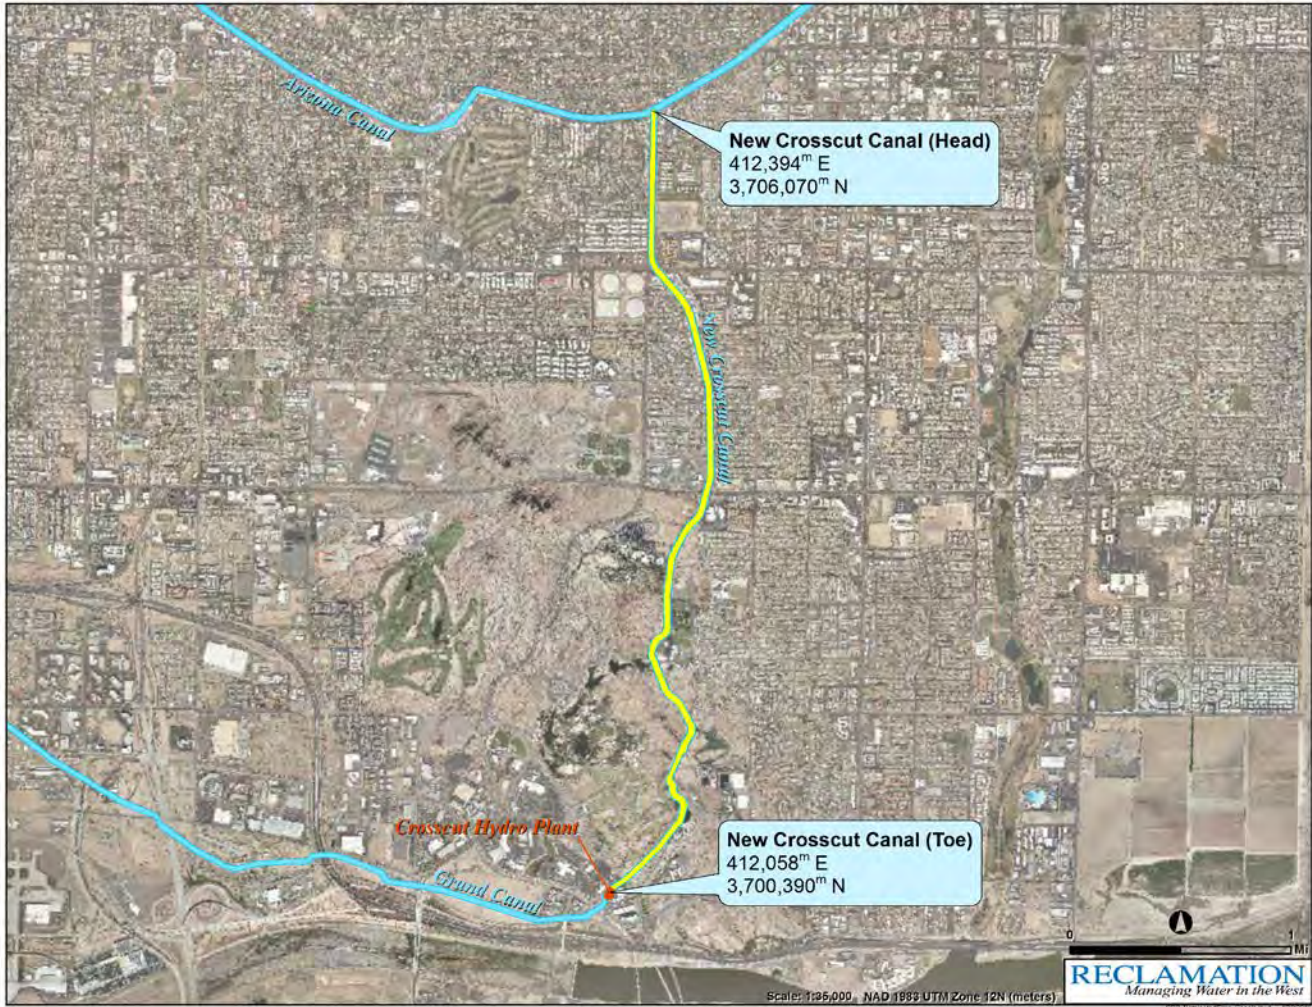 Arizona Canal
New Crosscut Canal (Head)
412,394m E
3,706,070m N
New Crosscut Canal
Crosscut Hydro Plant
New Crosscut Canal (Toe)
412,058m E
3,700,390m N
Grand Canal
0 1
Mi
RECLAMATION
Managing Water in the West
Scale: 1:35,000 NAD 1983 UTM Zone 12N (meters)